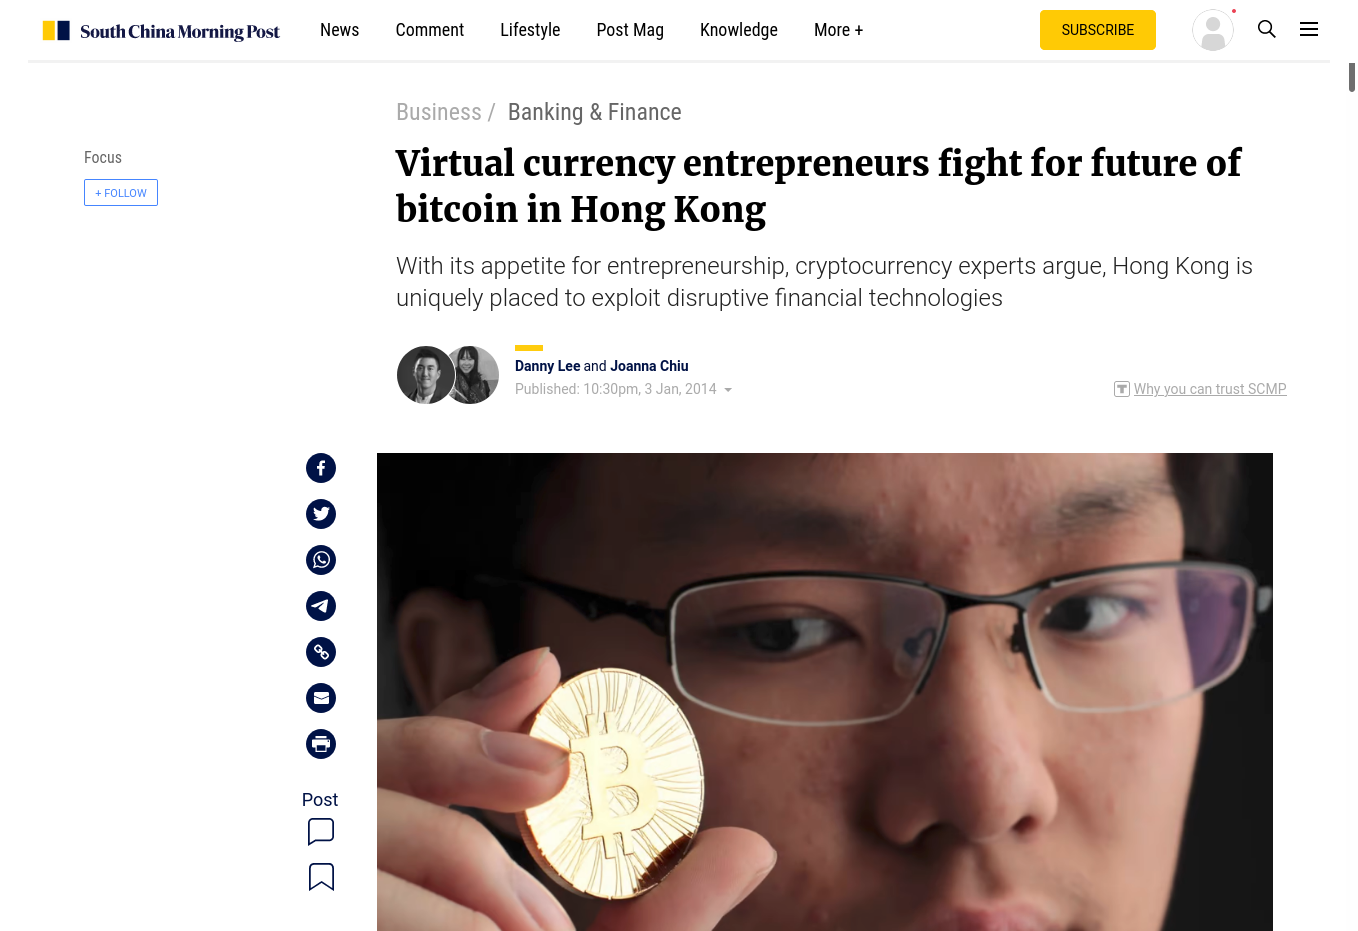 South China Morning Post
News
Comment
Lifestyle
Post Mag
Knowledge
More +
SUBSCRIBE
Business / Banking & Finance
Focus
+ FOLLOW
Virtual currency entrepreneurs fight for future of
bitcoin in Hong Kong
With its appetite for entrepreneurship, cryptocurrency experts argue, Hong Kong is
uniquely placed to exploit disruptive financial technologies
Danny Lee and Joanna Chiu
Published: 10:30pm, 3 Jan, 2014
Why you can trust SCMP
Post